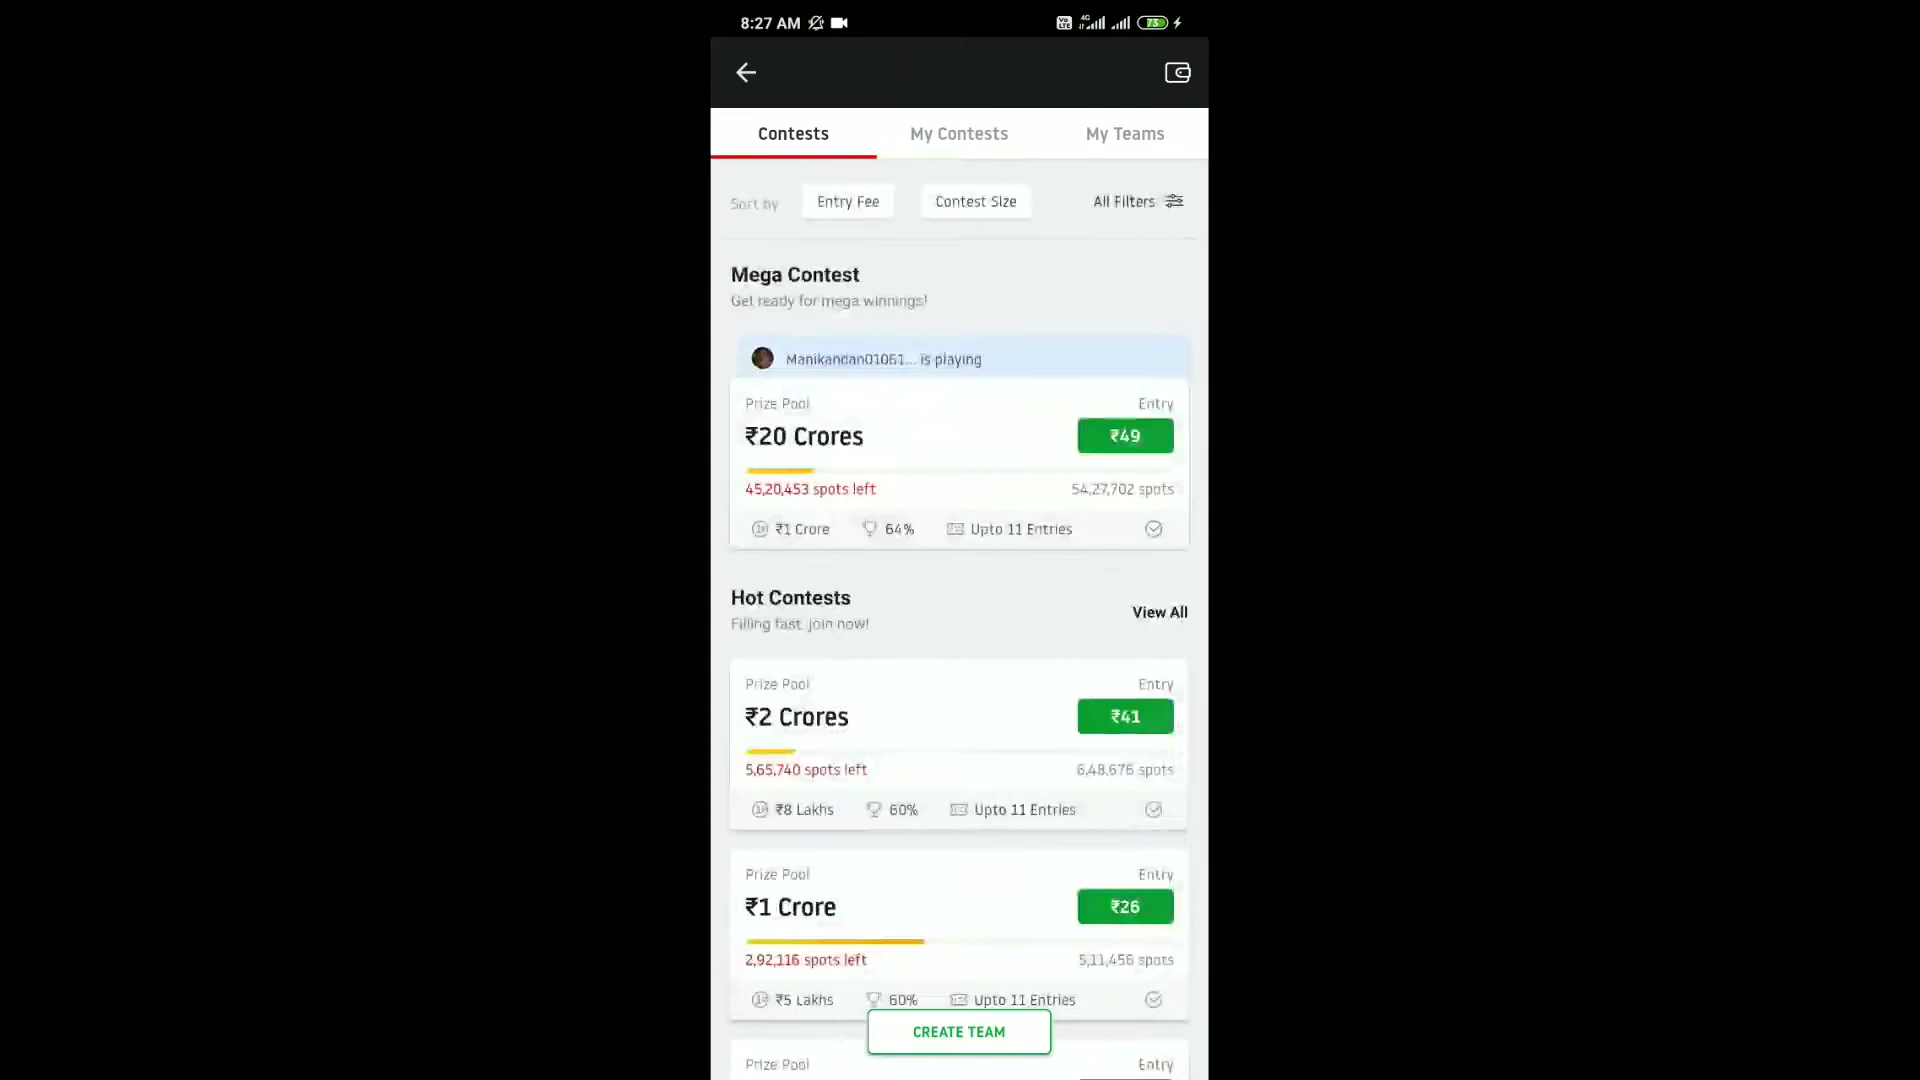 8:27 AM
Vo LTE 4G 73
Contests My Contests My Teams
Sort by Entry Fee Contest Size All Filters
Mega Contest
Get ready for mega winnings!
Manikandan01061... is playing
Prize Pool Entry
₹20 Crores ₹49
45,20,453 spots left 54,27,702 spots
₹1 Crore 64% Upto 11 Entries
Hot Contests
View All
Filling fast, join now!
Prize Pool Entry
₹2 Crores ₹41
5,65,740 spots left 6,48,676 spots
₹8 Lakhs 60% Upto 11 Entries
Prize Pool Entry
₹1 Crore ₹26
2,92,116 spots left 5,11,456 spots
₹5 Lakhs 60% Upto 11 Entries
CREATE TEAM
Prize Pool Entry